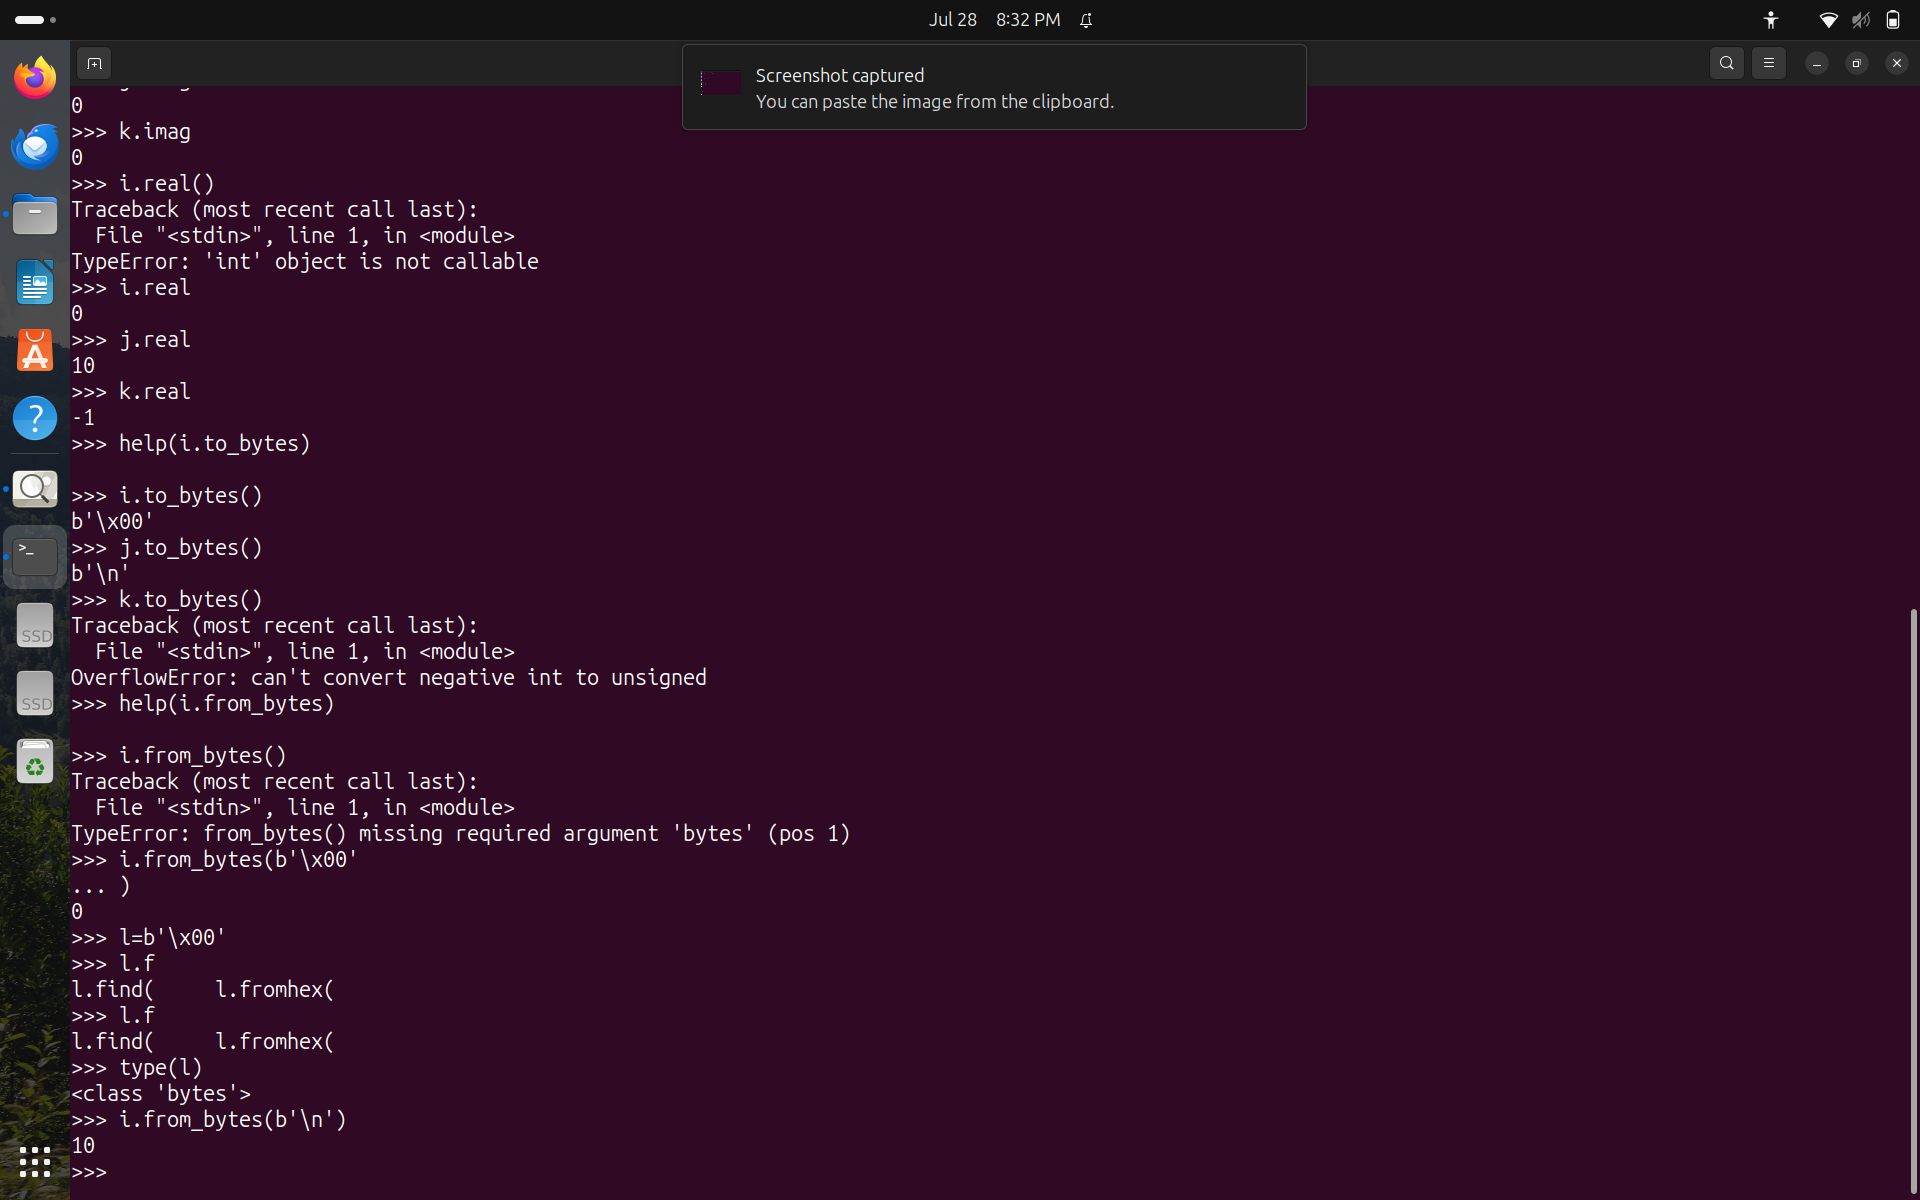 Jul 28 8:32 PM
Screenshot captured
You can paste the image from the clipboard.
0
>>> k.imag
0
>>> i.real()
Traceback (most recent call last):
  File "<stdin>", line 1, in <module>
TypeError: 'int' object is not callable
>>> i.real
0
>>> j.real
10
>>> k.real
-1
>>> help(i.to_bytes)

>>> i.to_bytes()
b'\x00'
>>> j.to_bytes()
b'\n'
>>> k.to_bytes()
Traceback (most recent call last):
  File "<stdin>", line 1, in <module>
OverflowError: can't convert negative int to unsigned
>>> help(i.from_bytes)

>>> i.from_bytes()
Traceback (most recent call last):
  File "<stdin>", line 1, in <module>
TypeError: from_bytes() missing required argument 'bytes' (pos 1)
>>> i.from_bytes(b'\x00'
... )
0
>>> l=b'\x00'
>>> l.f
l.find(     l.fromhex(
>>> l.f
l.find(     l.fromhex(
>>> type(l)
<class 'bytes'>
>>> i.from_bytes(b'\n')
10
>>>
SSD
SSD